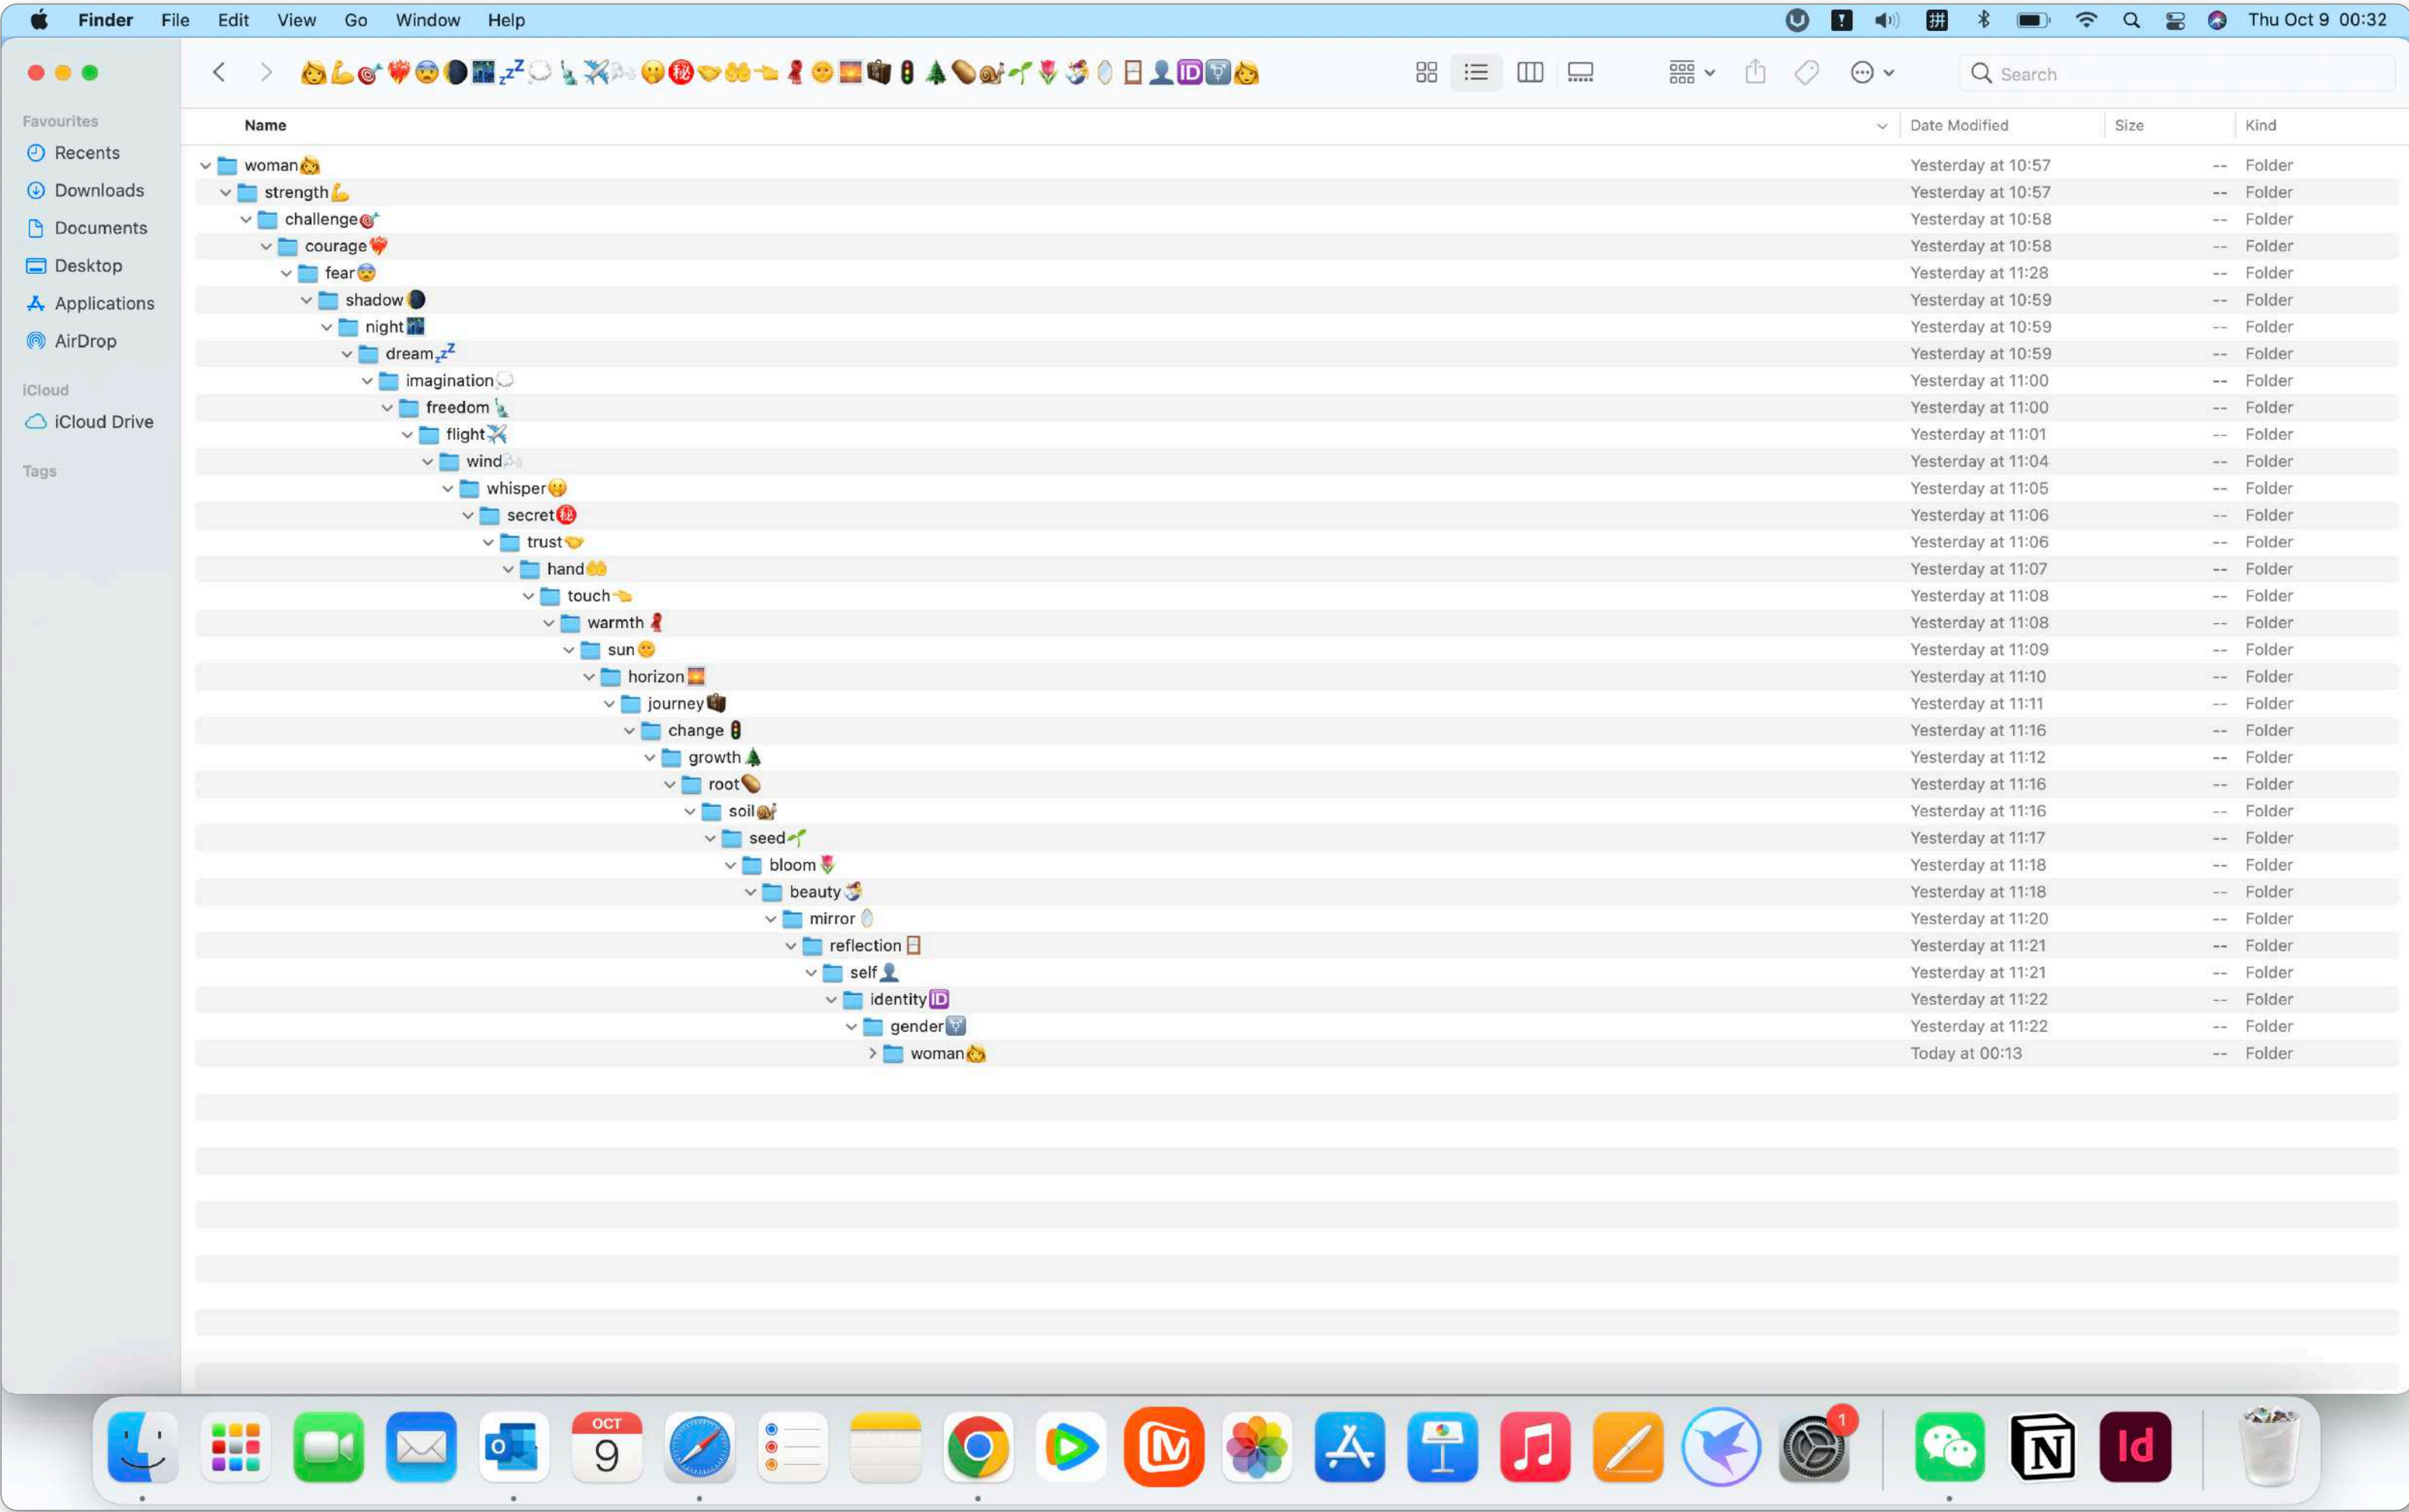 Finder File Edit View Go Window Help 拼 Thu Oct 9 00:32
👩💪🎯❤️‍🔥😨🌘🌃💤💭🗽✈️🌬️🤫㊙️🤝🤲👈🧣🌞🌅🧳🚦🌲🥔🐌🌱🌷🧜‍♀️🪞🪟👤🆔⚧️👩 Search
Favourites
Recents
Downloads
Documents
Desktop
Applications
AirDrop
iCloud
iCloud Drive
Tags
Name Date Modified Size Kind
woman👩 Yesterday at 10:57 -- Folder
strength💪 Yesterday at 10:57 -- Folder
challenge🎯 Yesterday at 10:58 -- Folder
courage❤️‍🔥 Yesterday at 10:58 -- Folder
fear😨 Yesterday at 11:28 -- Folder
shadow🌘 Yesterday at 10:59 -- Folder
night🌃 Yesterday at 10:59 -- Folder
dream💤 Yesterday at 10:59 -- Folder
imagination💭 Yesterday at 11:00 -- Folder
freedom🗽 Yesterday at 11:00 -- Folder
flight✈️ Yesterday at 11:01 -- Folder
wind🌬️ Yesterday at 11:04 -- Folder
whisper🤫 Yesterday at 11:05 -- Folder
secret㊙️ Yesterday at 11:06 -- Folder
trust🤝 Yesterday at 11:06 -- Folder
hand🤲 Yesterday at 11:07 -- Folder
touch👈 Yesterday at 11:08 -- Folder
warmth🧣 Yesterday at 11:08 -- Folder
sun🌞 Yesterday at 11:09 -- Folder
horizon🌅 Yesterday at 11:10 -- Folder
journey🧳 Yesterday at 11:11 -- Folder
change🚦 Yesterday at 11:16 -- Folder
growth🌲 Yesterday at 11:12 -- Folder
root🥔 Yesterday at 11:16 -- Folder
soil🐌 Yesterday at 11:16 -- Folder
seed🌱 Yesterday at 11:17 -- Folder
bloom🌷 Yesterday at 11:18 -- Folder
beauty🧜‍♀️ Yesterday at 11:18 -- Folder
mirror🪞 Yesterday at 11:20 -- Folder
reflection🪟 Yesterday at 11:21 -- Folder
self👤 Yesterday at 11:21 -- Folder
identity🆔 Yesterday at 11:22 -- Folder
gender⚧️ Yesterday at 11:22 -- Folder
woman👩 Today at 00:13 -- Folder
OCT
9
1
N
Id